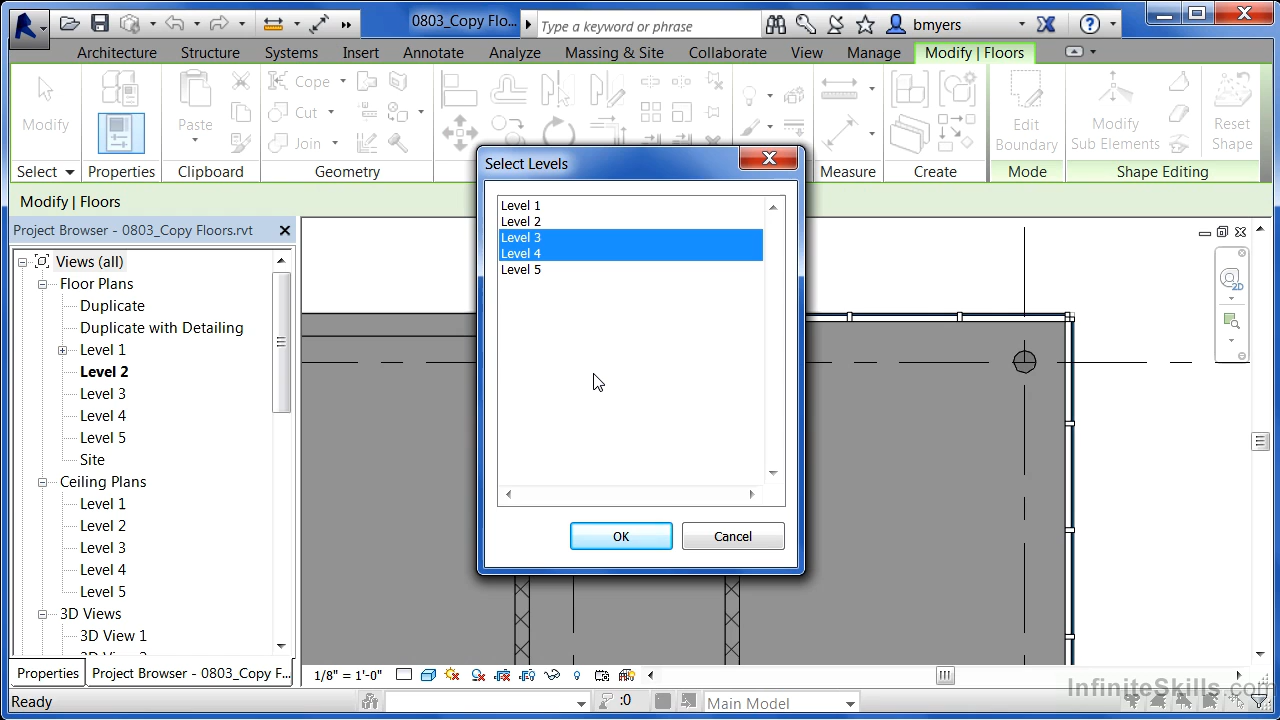 0803_Copy Flo...
Type a keyword or phrase
bmyers
Architecture
Structure
Systems
Insert
Annotate
Analyze
Massing & Site
Collaborate
View
Manage
Modify | Floors
Modify
Paste
Cope
Cut
Join
Edit
Boundary
Modify
Sub Elements
Reset
Shape
Select
Properties
Clipboard
Geometry
Measure
Create
Mode
Shape Editing
Modify | Floors
Project Browser - 0803_Copy Floors.rvt
Views (all)
Floor Plans
Duplicate
Duplicate with Detailing
Level 1
Level 2
Level 3
Level 4
Level 5
Site
Ceiling Plans
Level 1
Level 2
Level 3
Level 4
Level 5
3D Views
3D View 1
Select Levels
Level 1
Level 2
Level 3
Level 4
Level 5
OK
Cancel
2D
Properties
Project Browser - 0803_Copy F...
1/8" = 1'-0"
Ready
:0
Main Model
InfiniteSkills.com